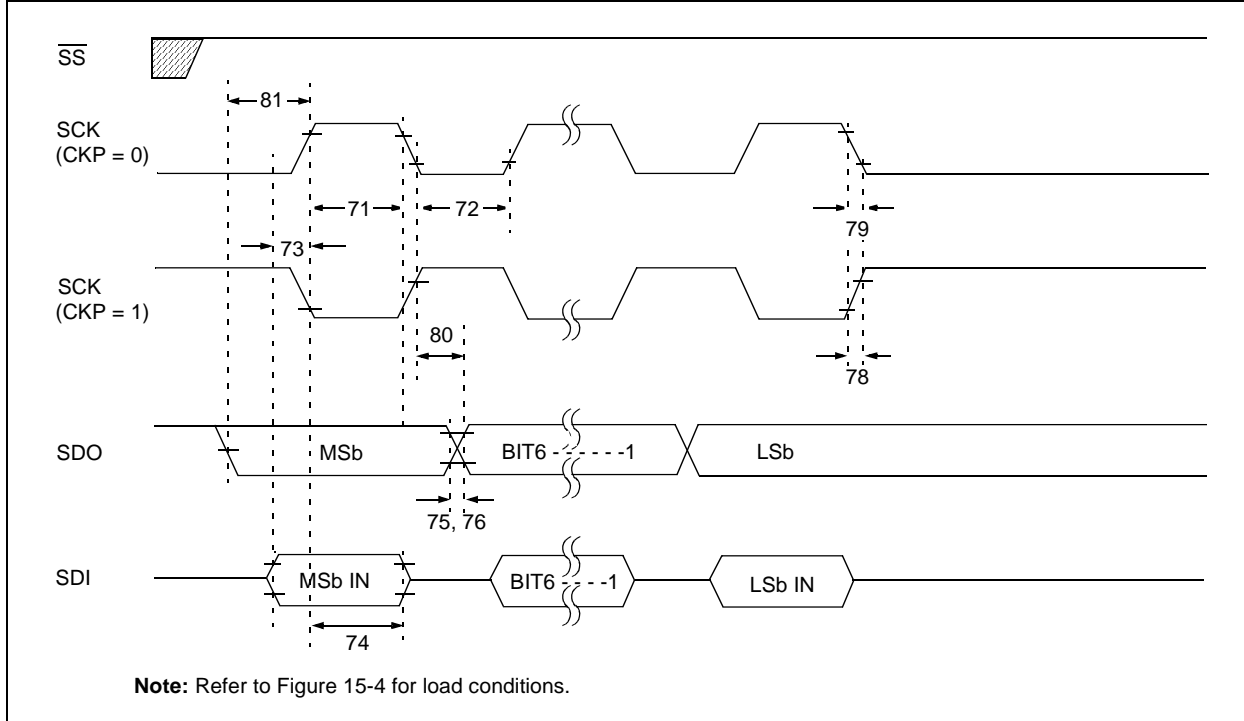 SS
81
SCK
(CKP = 0)
71
72
79
73
SCK
(CKP = 1)
80
78
SDO
MSb
BIT6 - - - - - -1
LSb
75, 76
SDI
MSb IN
BIT6 - - - -1
LSb IN
74
Note: Refer to Figure 15-4 for load conditions.